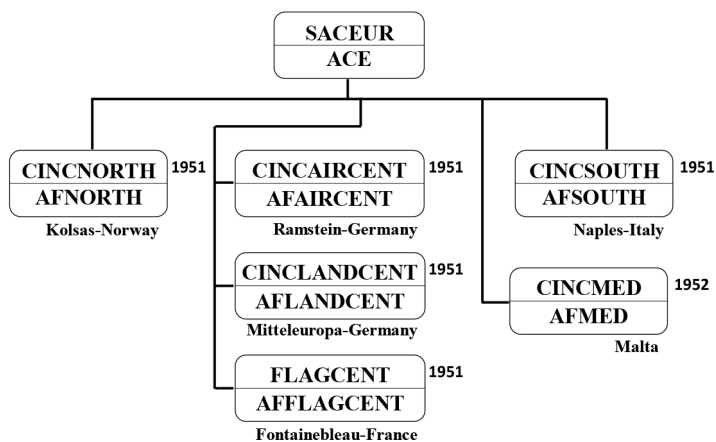 SACEUR
ACE
CINCNORTH
AFNORTH
1951
Kolsas-Norway
CINCAIRCENT
AFAIRCENT
1951
Ramstein-Germany
CINCLANDCENT
AFLANDCENT
1951
Mitteleuropa-Germany
FLAGCENT
AFFLAGCENT
1951
Fontainebleau-France
CINCSOUTH
AFSOUTH
1951
Naples-Italy
CINCMED
AFMED
1952
Malta